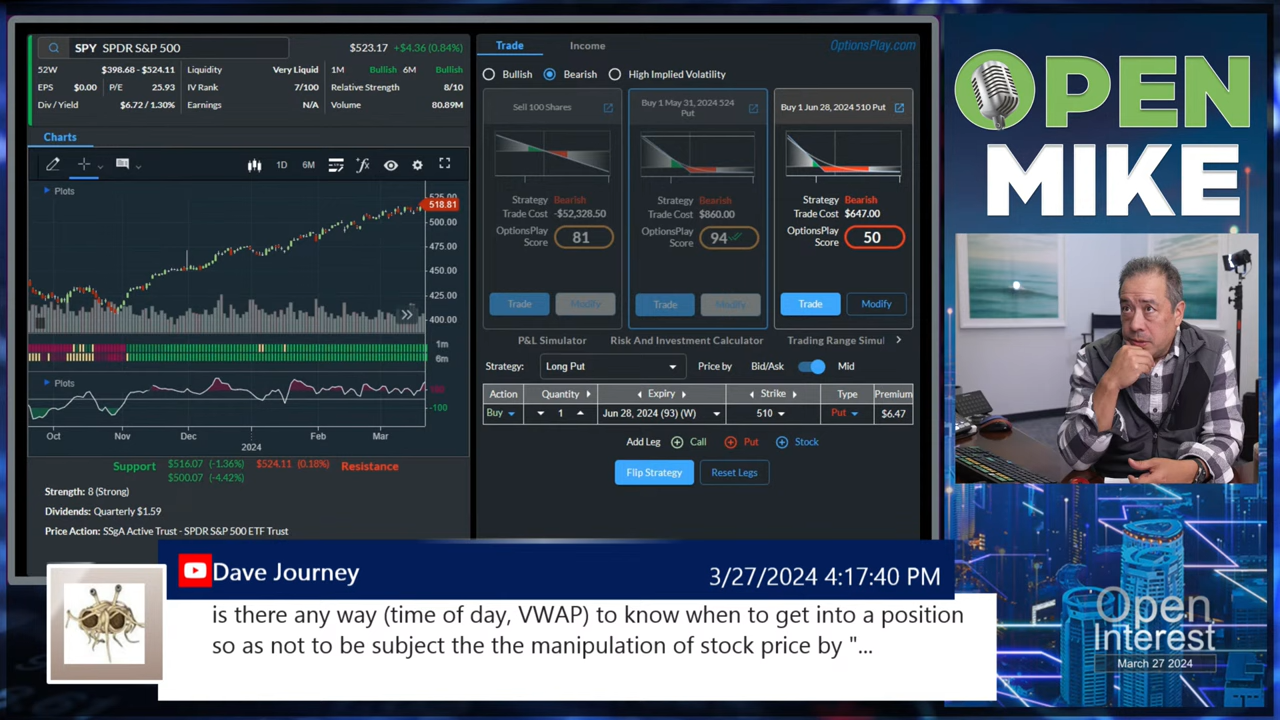 SPY SPDR S&P 500
$523.17 +$4.36 (0.84%)
52W $398.68 - $524.11 Liquidity Very Liquid 1M Bullish 6M Bullish
EPS $0.00 P/E 25.93 IV Rank 7/100 Relative Strength 8/10
Div / Yield $6.72 / 1.30% Earnings N/A Volume 80.89M
Charts
1D 6M
Plots
525.00
518.81
500.00
475.00
450.00
425.00
400.00
1m
6m
Plots
-100
Oct Nov Dec 2024 Feb Mar
Support $516.07 (-1.36%) $524.11 (0.18%) Resistance
$500.07 (-4.42%)
Strength: 8 (Strong)
Dividends: Quarterly $1.59
Price Action: SSgA Active Trust - SPDR S&P 500 ETF Trust
Trade Income OptionsPlay.com
Bullish Bearish High Implied Volatility
Sell 100 Shares
Strategy Bearish
Trade Cost -$52,328.50
OptionsPlay Score 81
Trade Modify
Buy 1 May 31, 2024 524 Put
Strategy Bearish
Trade Cost $860.00
OptionsPlay Score 94
Trade Modify
Buy 1 Jun 28, 2024 510 Put
Strategy Bearish
Trade Cost $647.00
OptionsPlay Score 50
Trade Modify
P&L Simulator Risk And Investment Calculator Trading Range Simul
Strategy: Long Put Price by Bid/Ask Mid
Action Quantity Expiry Strike Type Premium
Buy 1 Jun 28, 2024 (93) (W) 510 Put $6.47
Add Leg Call Put Stock
Flip Strategy Reset Legs
OPEN
MIKE
Open
Interest
March 27 2024
Dave Journey 3/27/2024 4:17:40 PM
is there any way (time of day, VWAP) to know when to get into a position
so as not to be subject the the manipulation of stock price by "...